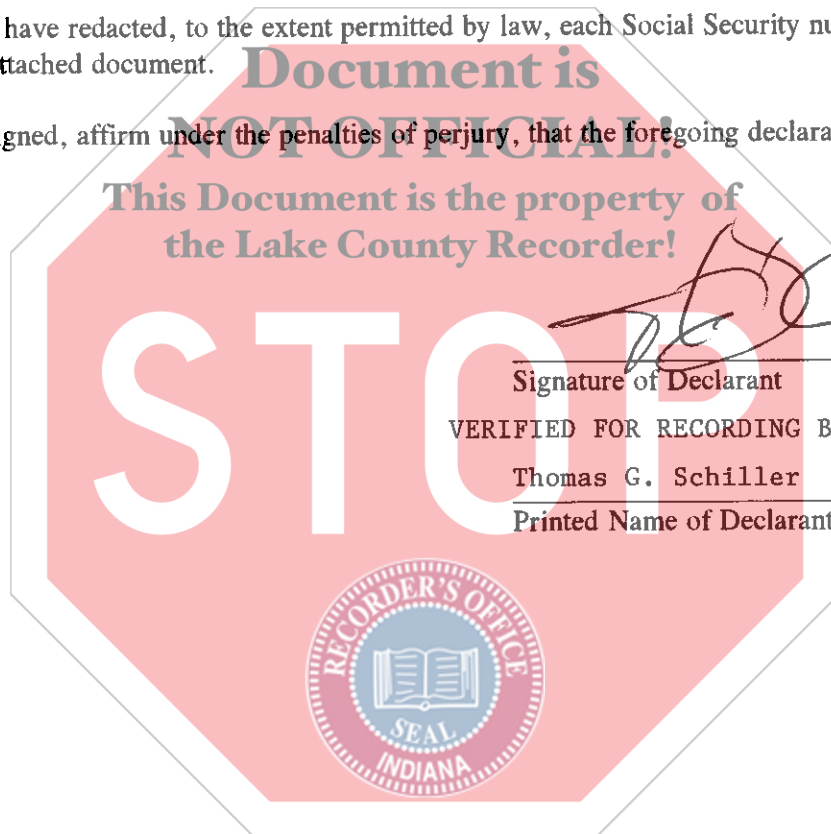 have redacted, to the extent permitted by law, each Social Security nu
ttached document.
Document is
gned, affirm under the penalties of perjury, that the foregoing declara
NOT OFFICIAL!
This Document is the property of
the Lake County Recorder!
STOP
Signature of Declarant
VERIFIED FOR RECORDING B
Thomas G. Schiller
Printed Name of Declarant
RECORDER'S OFFICE
SEAL
INDIANA